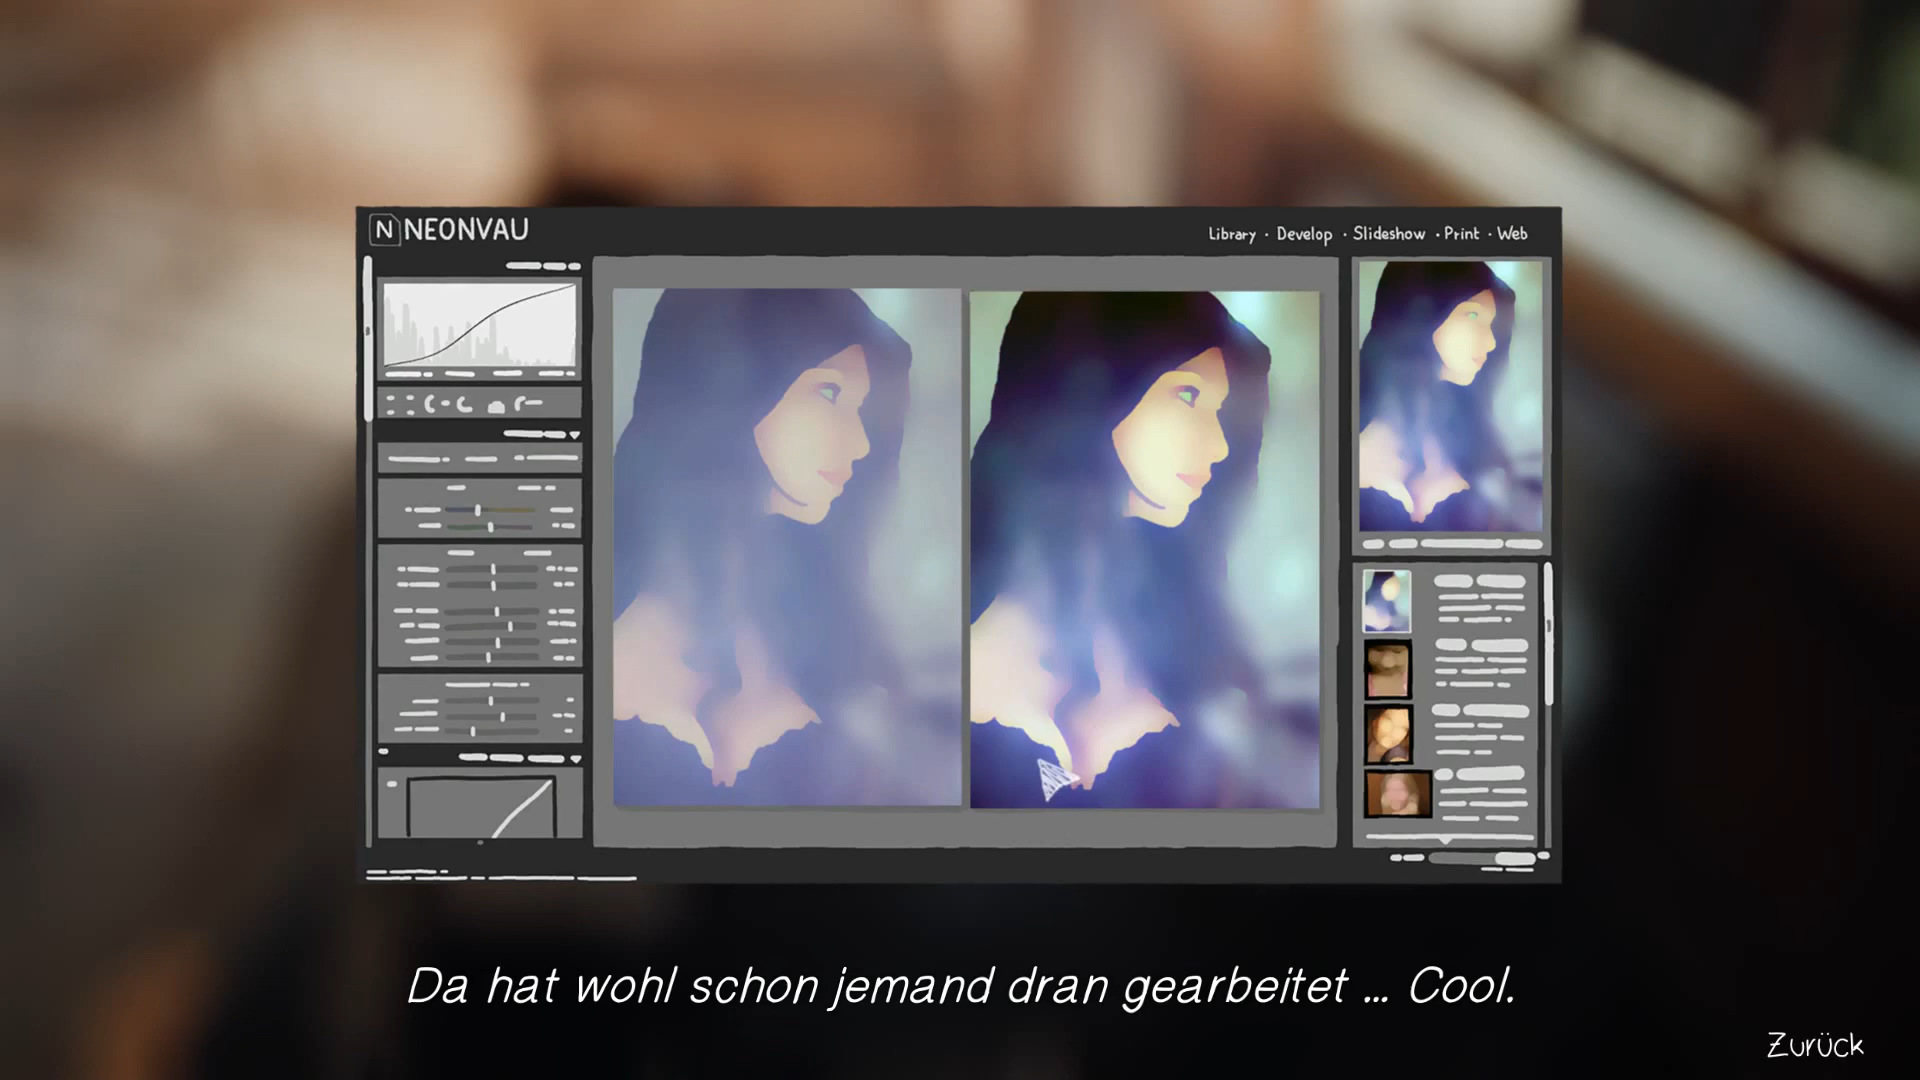 N NEONVAU
Library · Develop · Slideshow · Print · Web
Da hat wohl schon jemand dran gearbeitet ... Cool.
Zurück